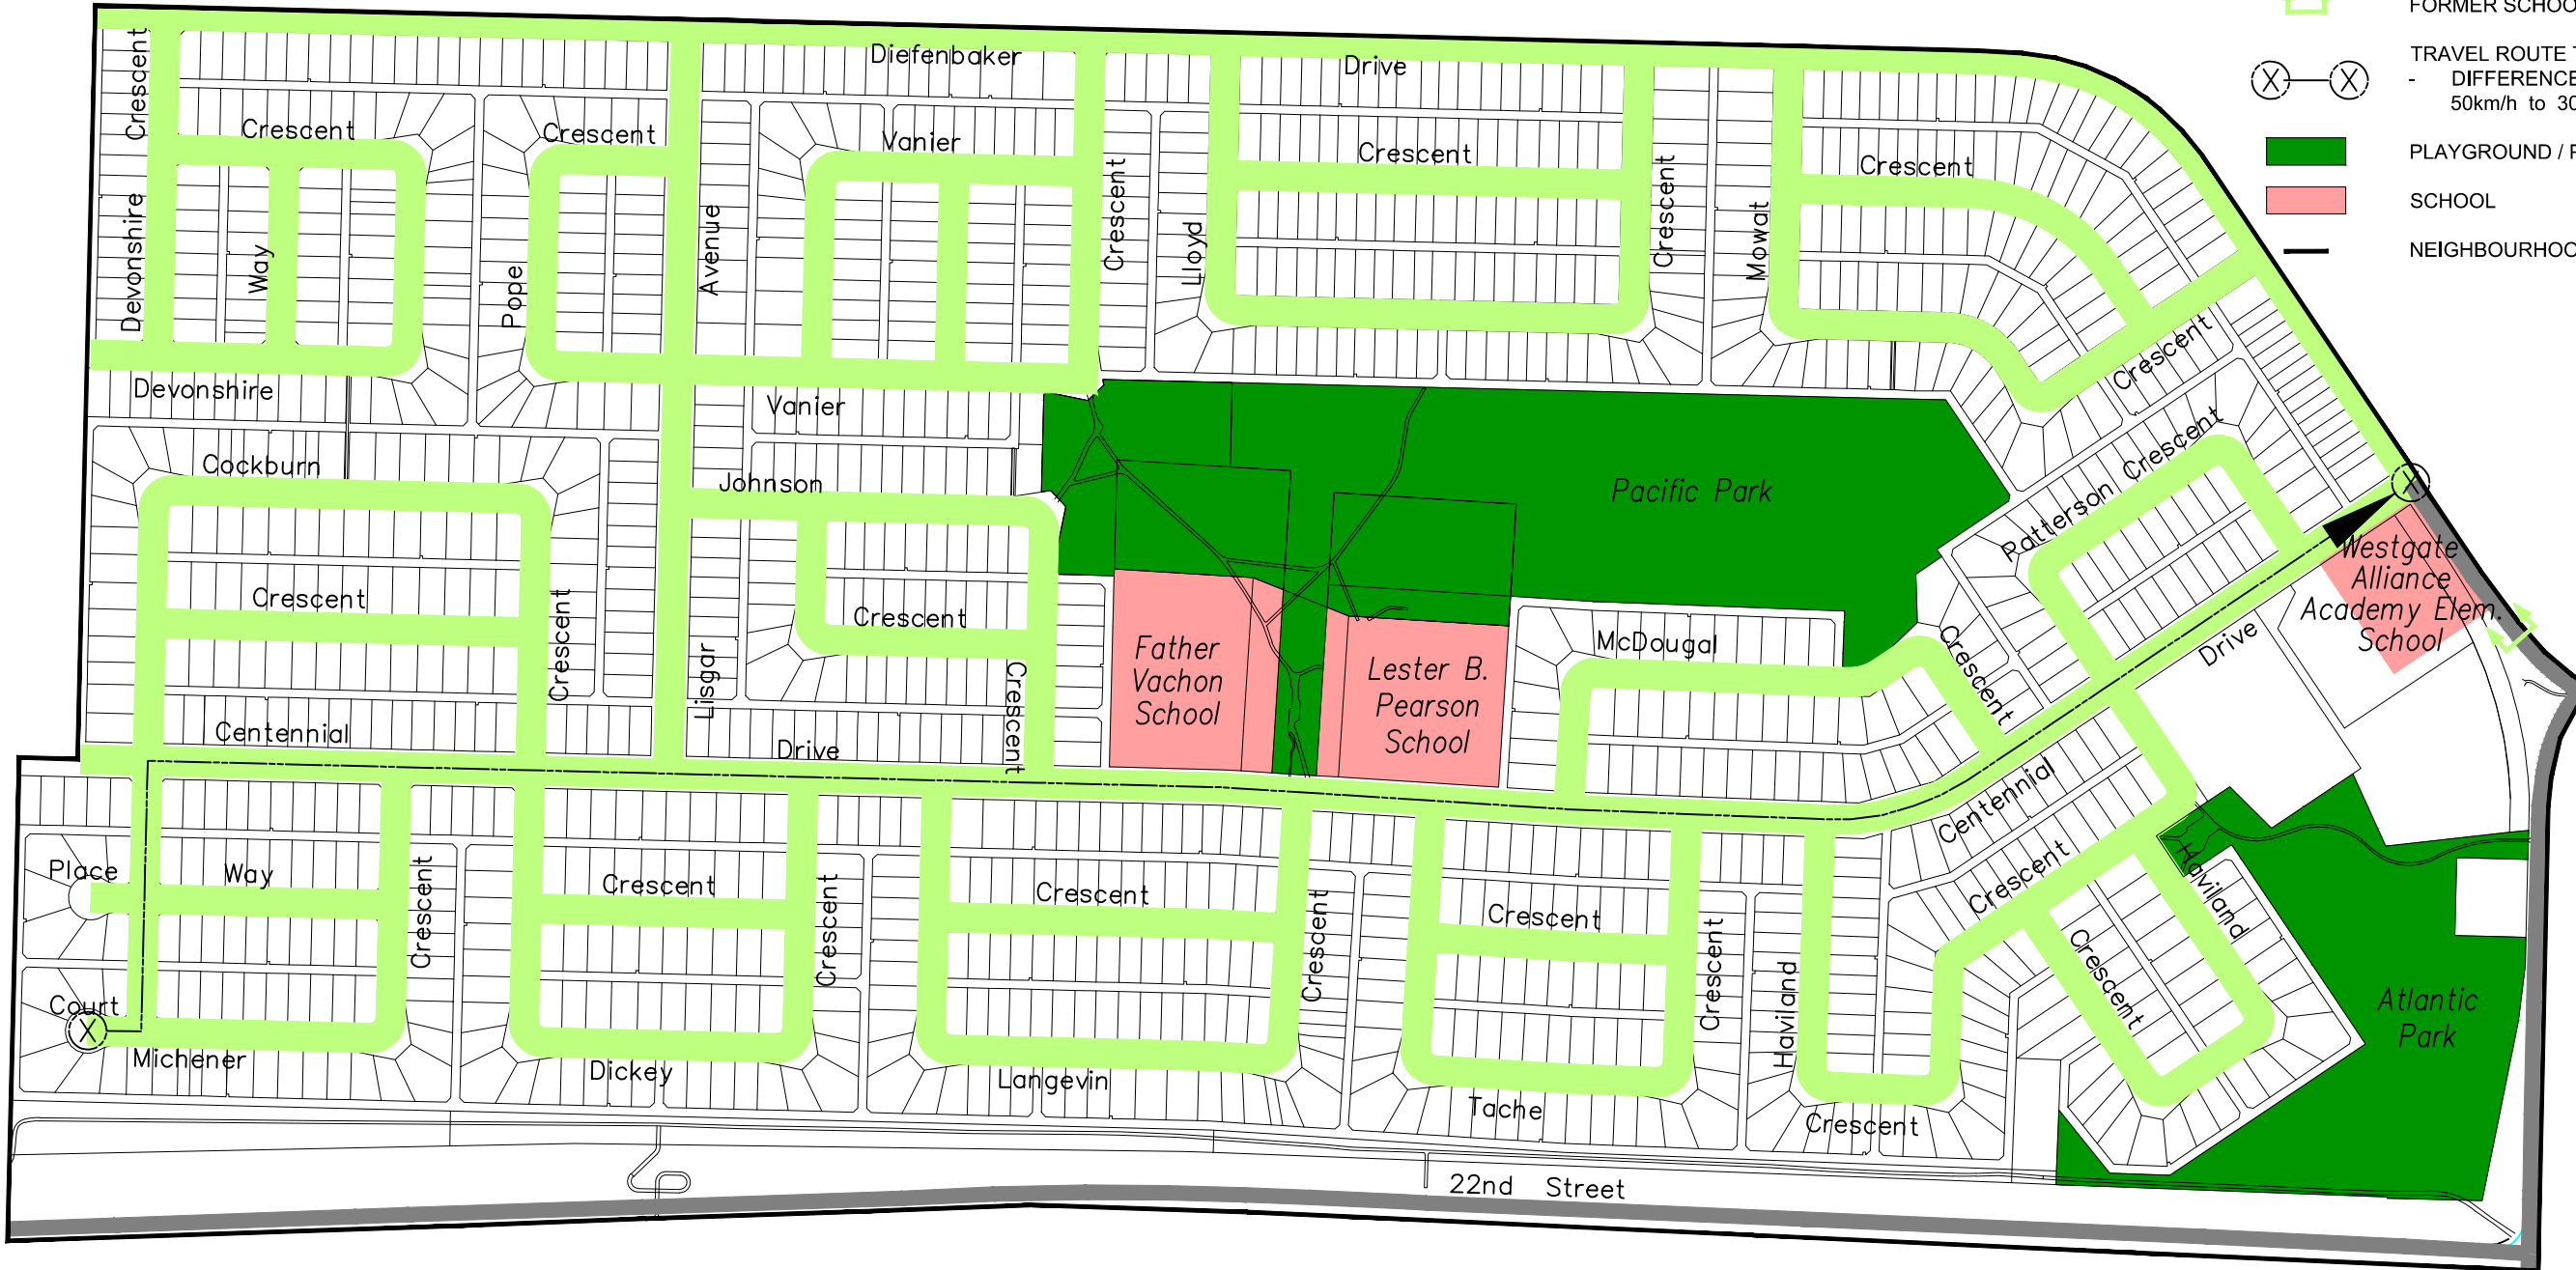 FORMER SCHOO
TRAVEL ROUTE T
- DIFFERENCE
50km/h to 30
PLAYGROUND / P
SCHOOL
NEIGHBOURHOO
X
X
Diefenbaker
Drive
Crescent
Devonshire
Crescent
Way
Devonshire
Pope
Crescent
Avenue
Lisgar
Vanier
Crescent
Vanier
Lloyd
Crescent
Crescent
Mowat
Crescent
Crescent
Cockburn
Crescent
Crescent
Johnson
Crescent
Crescent
Pacific Park
Patterson
Crescent
X
Westgate
Alliance
Academy Elem.
School
Father
Vachon
School
Lester B.
Pearson
School
McDougal
Crescent
Drive
Centennial
Drive
Centennial
Place
Way
Crescent
Court
X
Michener
Crescent
Crescent
Dickey
Crescent
Crescent
Langevin
Crescent
Crescent
Tache
Haviland
Crescent
Crescent
Crescent
Haviland
Atlantic
Park
22nd Street